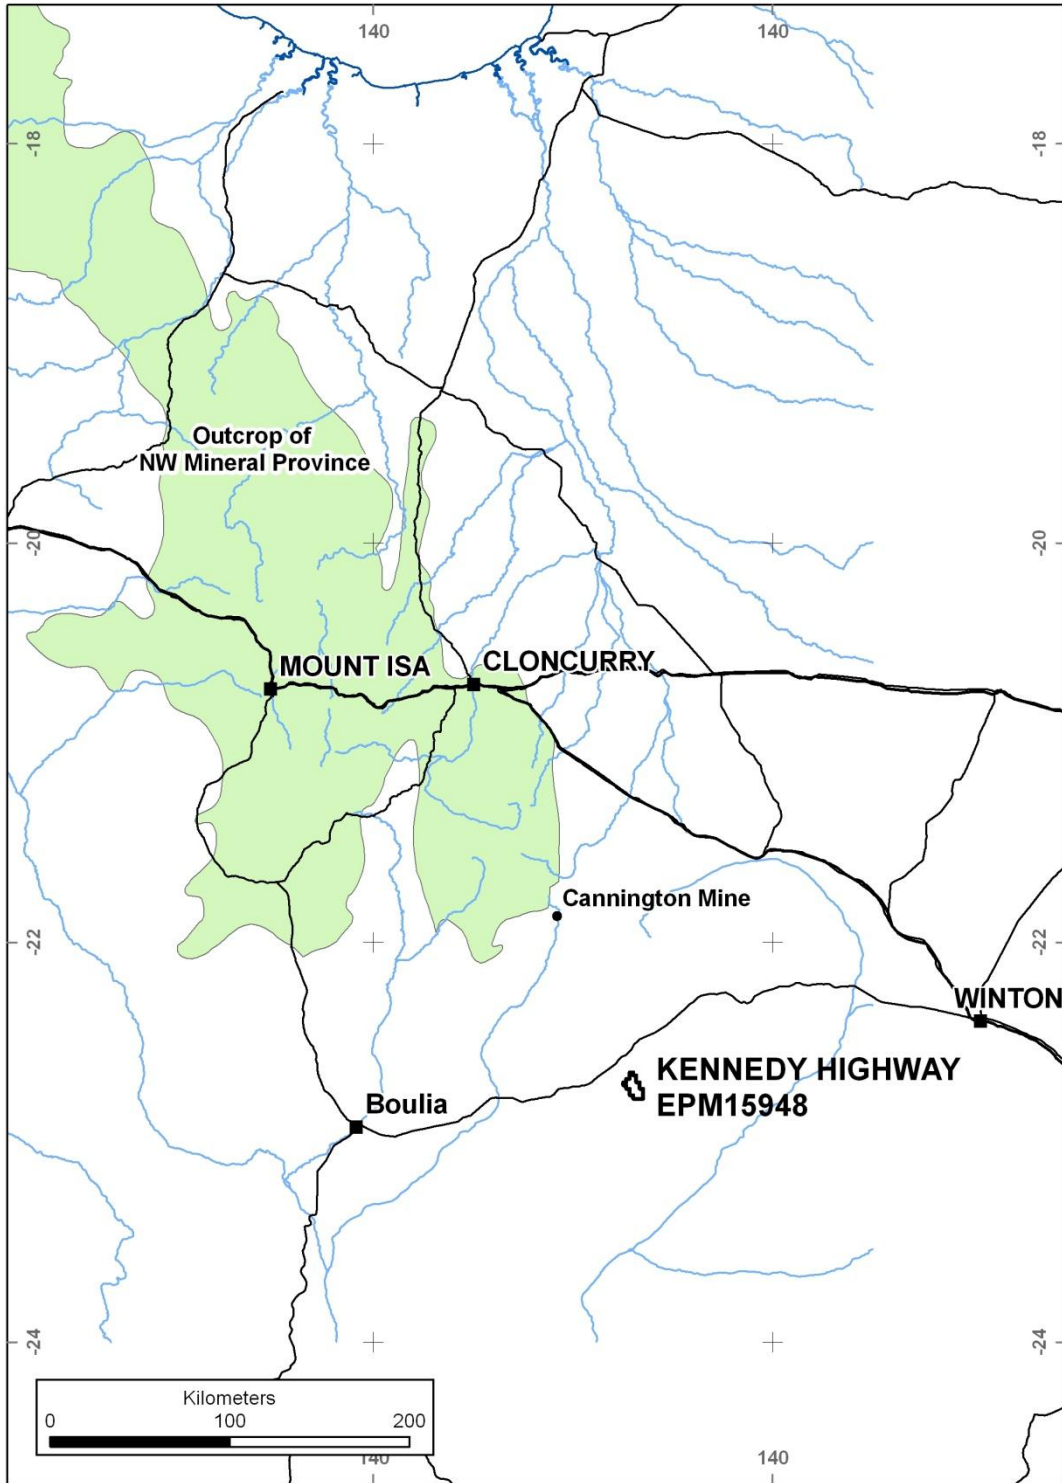 140
140
-18
-18
Outcrop of
NW Mineral Province
-20
-20
MOUNT ISA
CLONCURRY
Cannington Mine
-22
-22
WINTON
KENNEDY HIGHWAY
EPM15948
Boulia
-24
-24
Kilometers
0 100 200
140
140